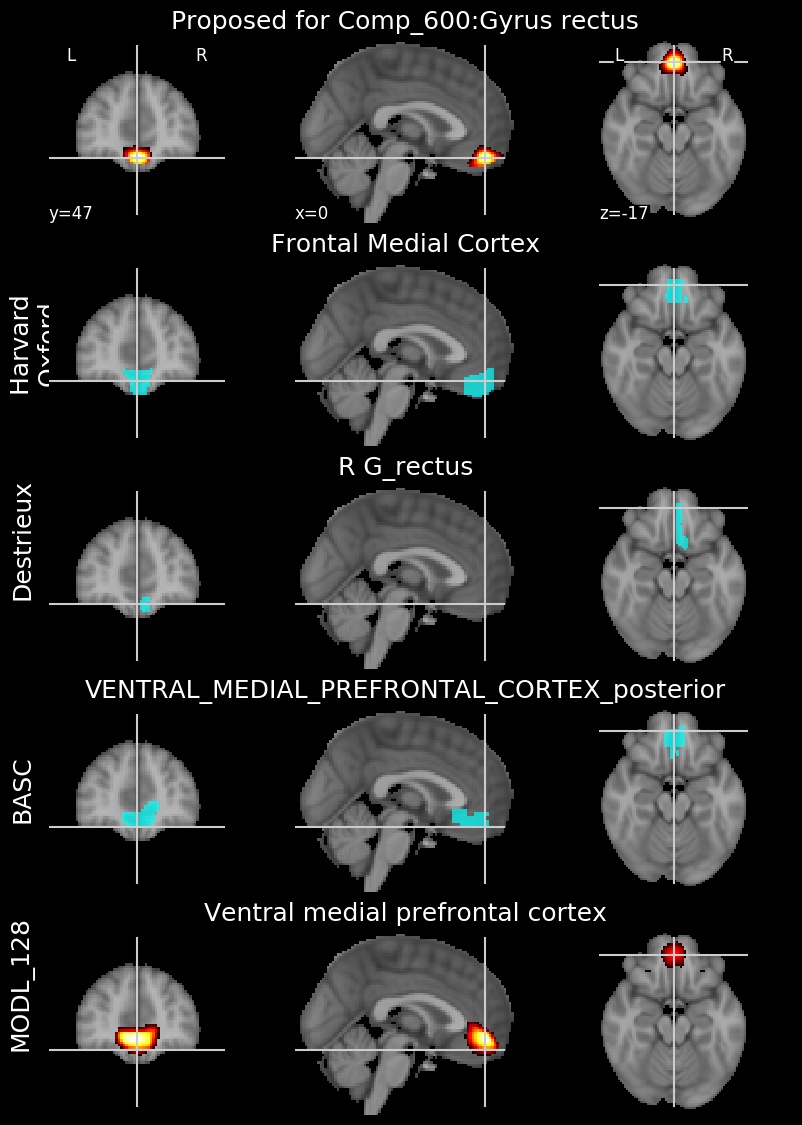 Proposed for Comp_600:Gyrus rectus
L R L R
y=47 x=0 z=-17
Frontal Medial Cortex
Harvard
R G_rectus
Destrieux
VENTRAL_MEDIAL_PREFRONTAL_CORTEX_posterior
BASC
Ventral medial prefrontal cortex
MODL_128